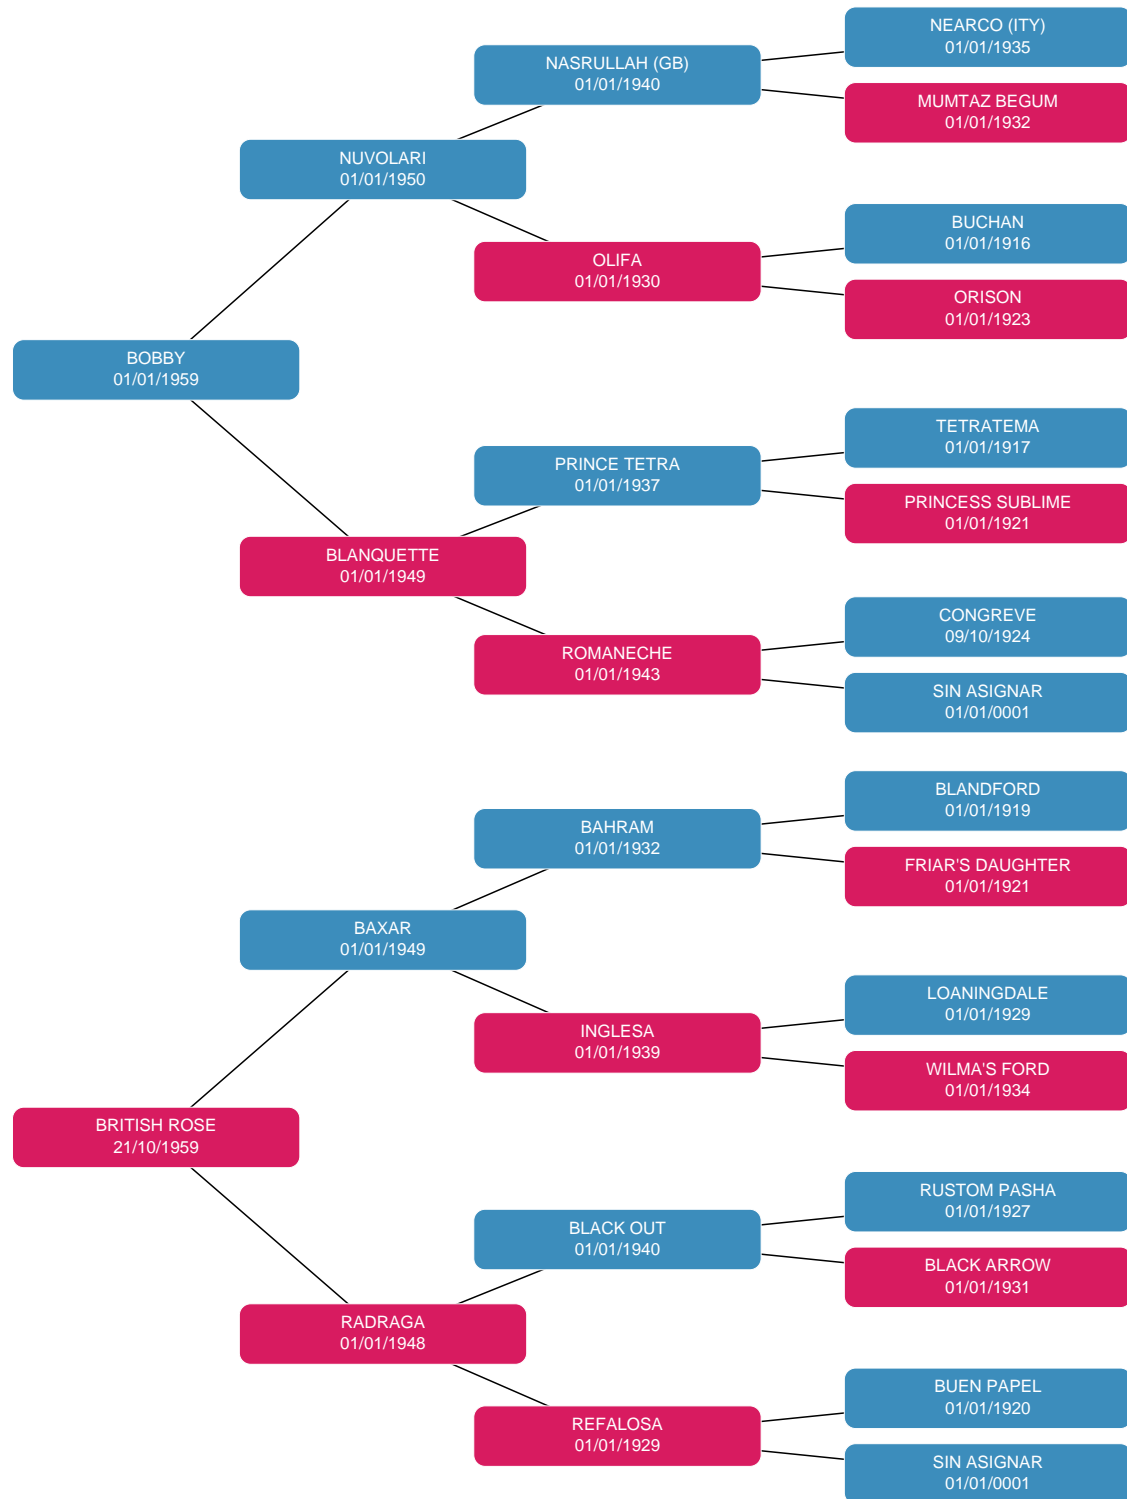 NEARCO (ITY)
01/01/1935
NASRULLAH (GB)
01/01/1940
MUMTAZ BEGUM
01/01/1932
NUVOLARI
01/01/1950
BUCHAN
01/01/1916
OLIFA
01/01/1930
ORISON
01/01/1923
BOBBY
01/01/1959
TETRATEMA
01/01/1917
PRINCE TETRA
01/01/1937
PRINCESS SUBLIME
01/01/1921
BLANQUETTE
01/01/1949
CONGREVE
09/10/1924
ROMANECHE
01/01/1943
SIN ASIGNAR
01/01/0001
BLANDFORD
01/01/1919
BAHRAM
01/01/1932
FRIAR'S DAUGHTER
01/01/1921
BAXAR
01/01/1949
LOANINGDALE
01/01/1929
INGLESA
01/01/1939
WILMA'S FORD
01/01/1934
BRITISH ROSE
21/10/1959
RUSTOM PASHA
01/01/1927
BLACK OUT
01/01/1940
BLACK ARROW
01/01/1931
RADRAGA
01/01/1948
BUEN PAPEL
01/01/1920
REFALOSA
01/01/1929
SIN ASIGNAR
01/01/0001